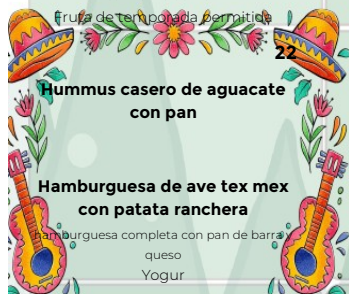 Fruta de temporada permitida
22
Hummus casero de aguacate
con pan
Hamburguesa de ave tex mex
con patata ranchera
hamburguesa completa con pan de barra y
queso
Yogur